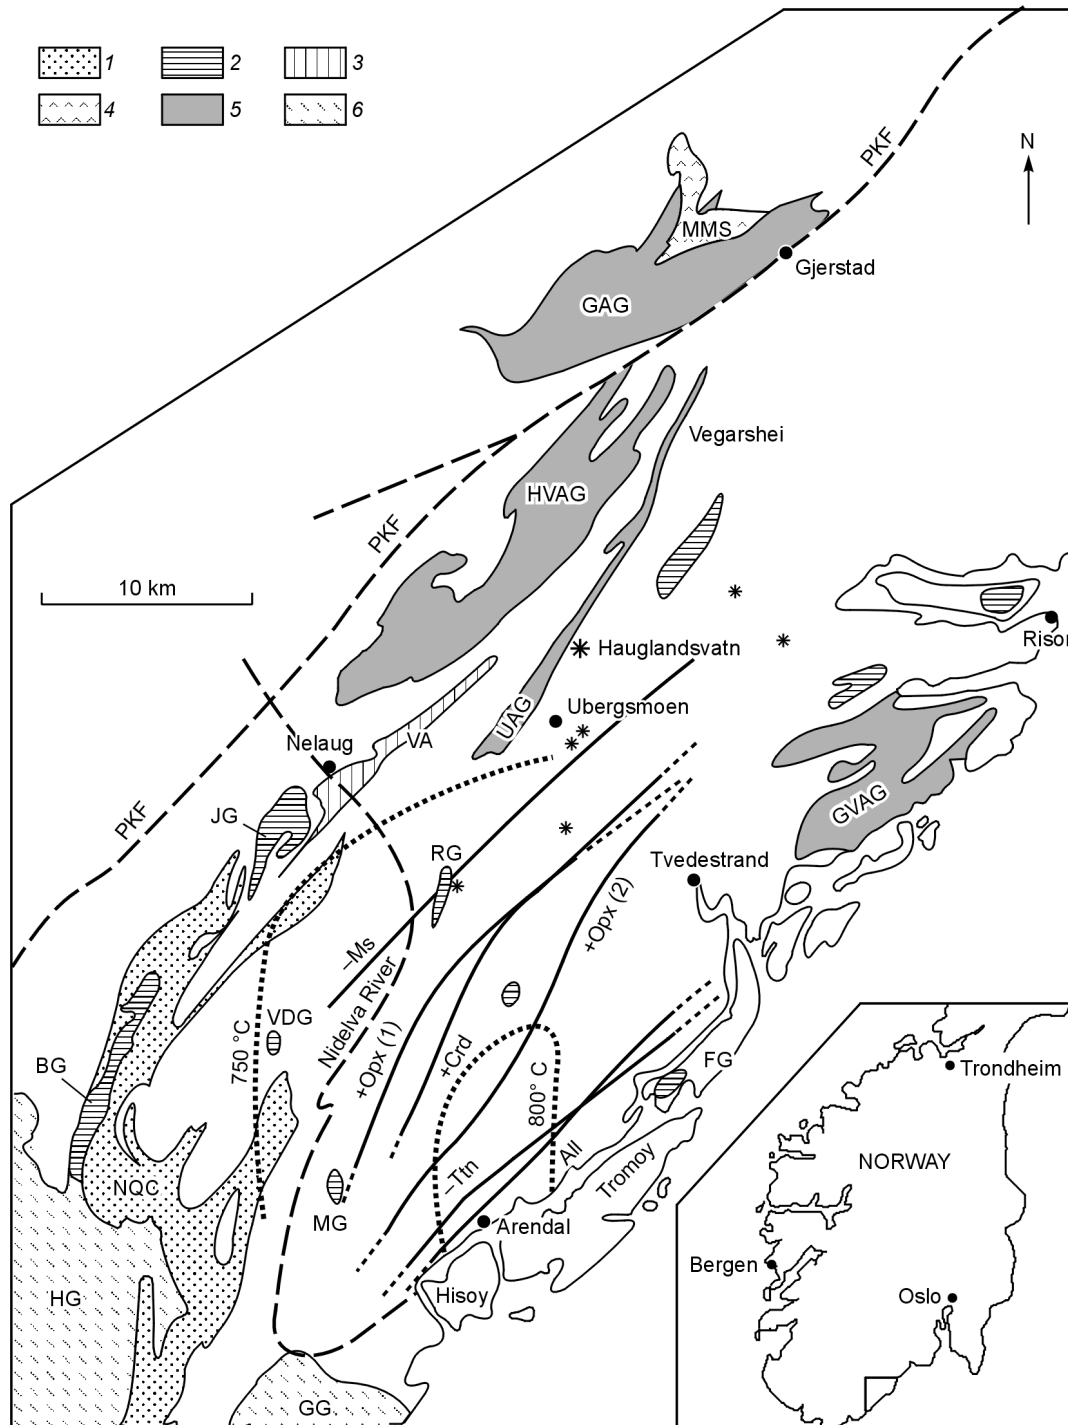 1
2
3
4
5
6
PKF
N
MMS
Gjerstad
GAG
Vegarshei
HVAG
PKF
10 km
Hauglandsvatn
UAG
Ubergsmoen
VA
Nelaug
JG
PKF
GVAG
Tvedestrand
RG
+Opx (2)
–Ms
Nidelva River
VDG
750 °C
+Opx (1)
+Crd
BG
800° C
FG
All
–Ttn
Tromoy
NQC
MG
Arendal
HG
Hisoy
GG
Trondheim
NORWAY
Bergen
Oslo